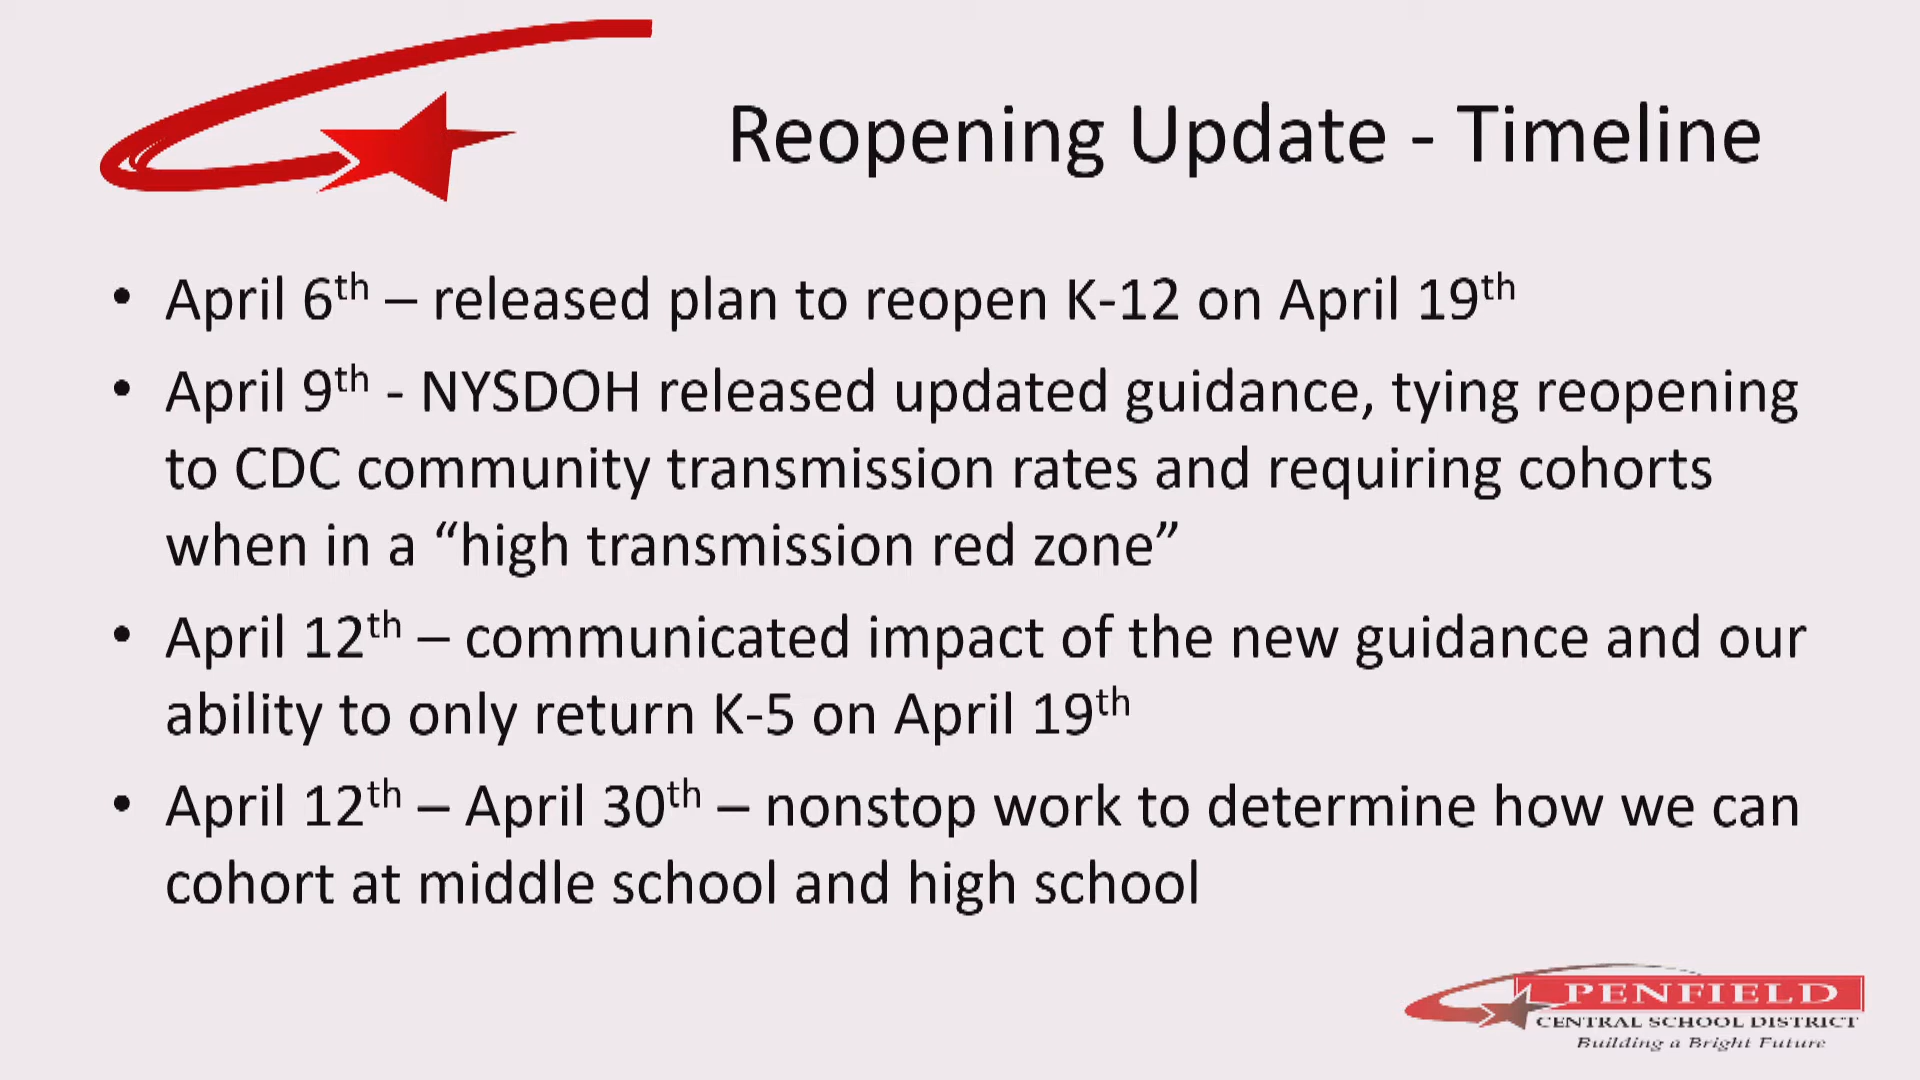 Reopening Update - Timeline
• April 6th – released plan to reopen K-12 on April 19th
• April 9th - NYSDOH released updated guidance, tying reopening
to CDC community transmission rates and requiring cohorts
when in a “high transmission red zone”
• April 12th – communicated impact of the new guidance and our
ability to only return K-5 on April 19th
• April 12th – April 30th – nonstop work to determine how we can
cohort at middle school and high school
PENFIELD
CENTRAL SCHOOL DISTRICT
Building a Bright Future